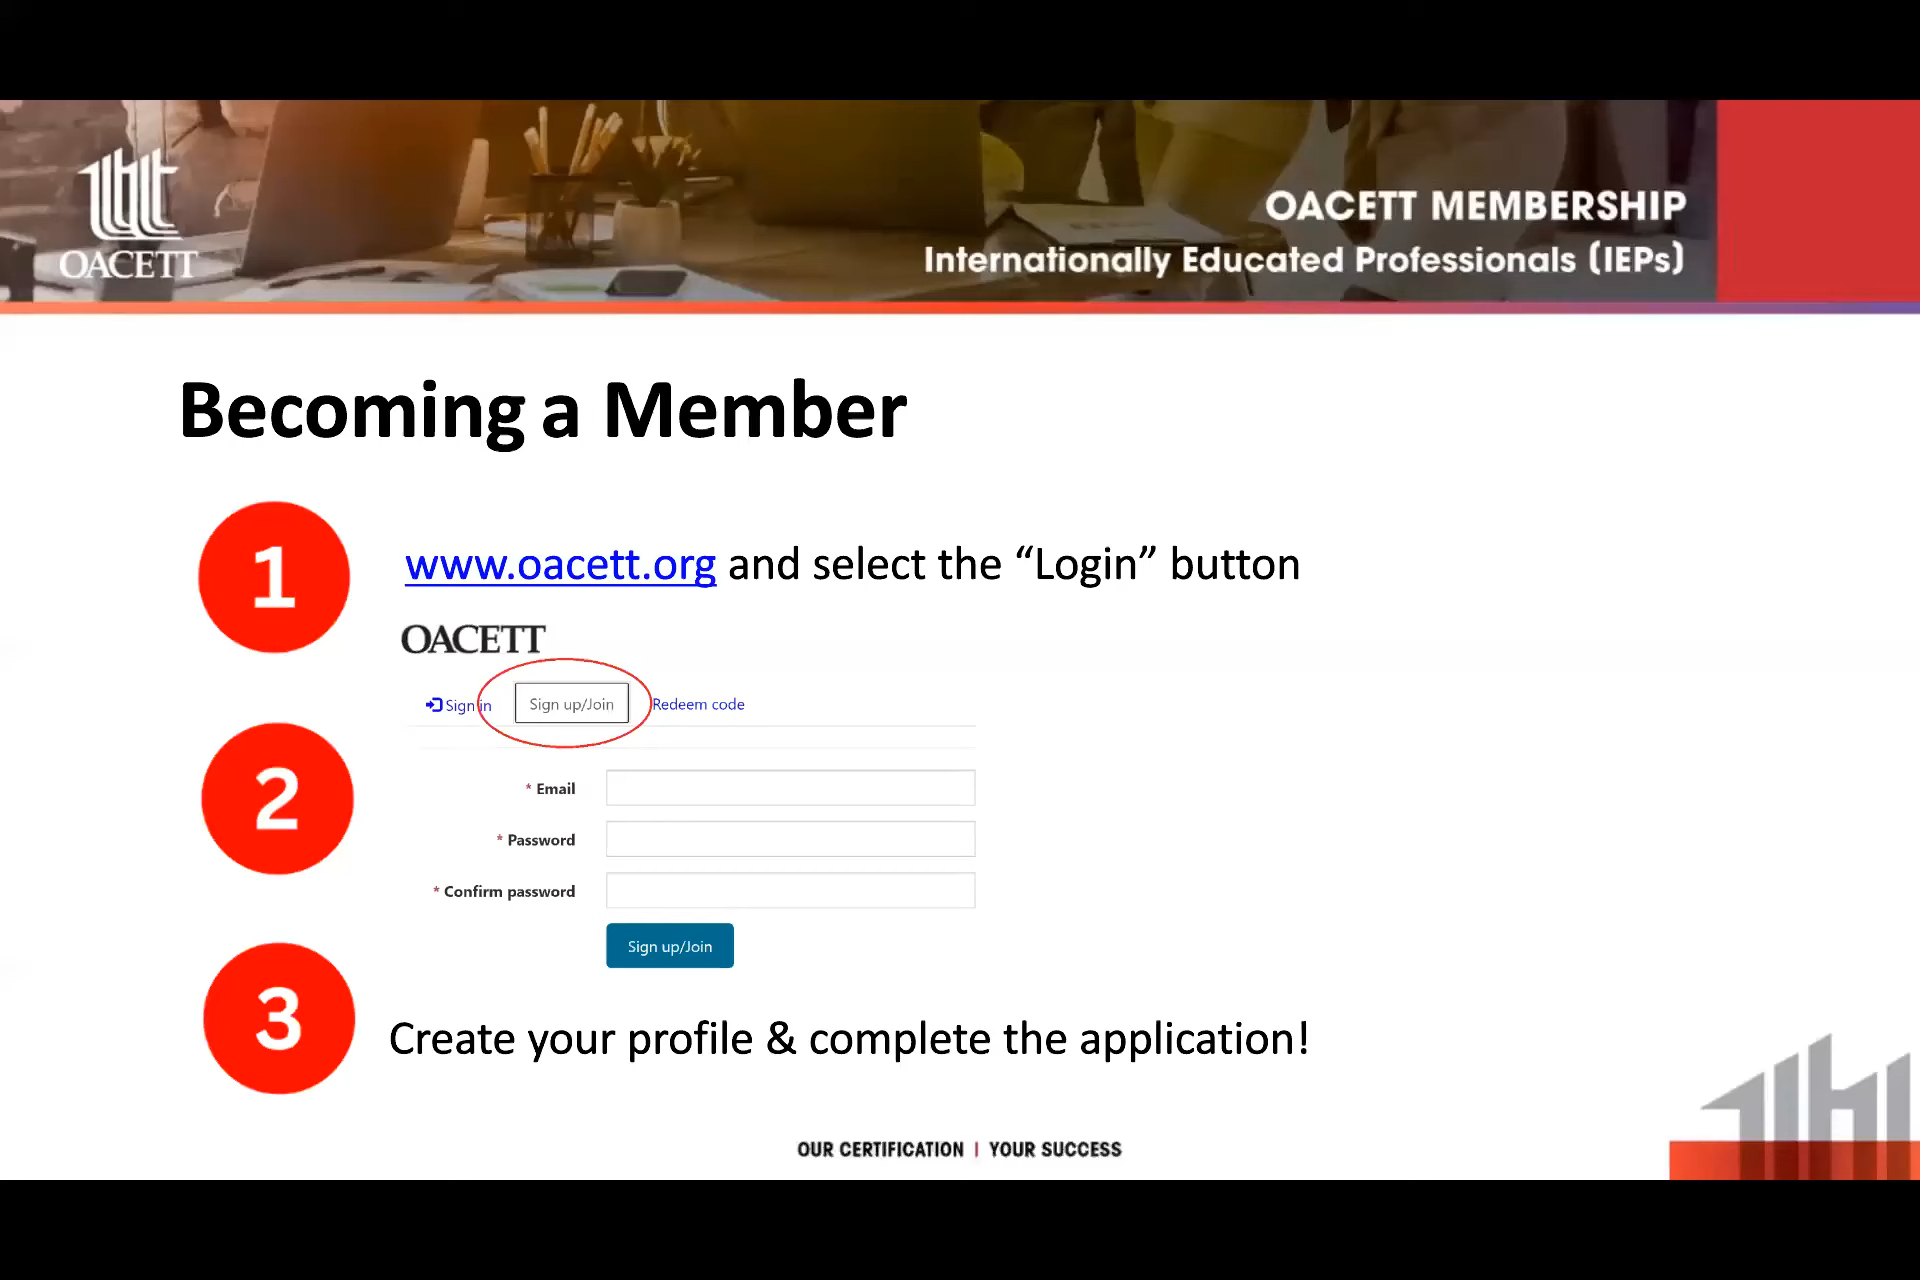 OACETT
OACETT MEMBERSHIP
Internationally Educated Professionals (IEPs)
Becoming a Member
1
www.oacett.org and select the “Login” button
OACETT
Sign in Sign up/Join Redeem code
2
* Email
* Password
* Confirm password
Sign up/Join
3
Create your profile & complete the application!
OUR CERTIFICATION | YOUR SUCCESS